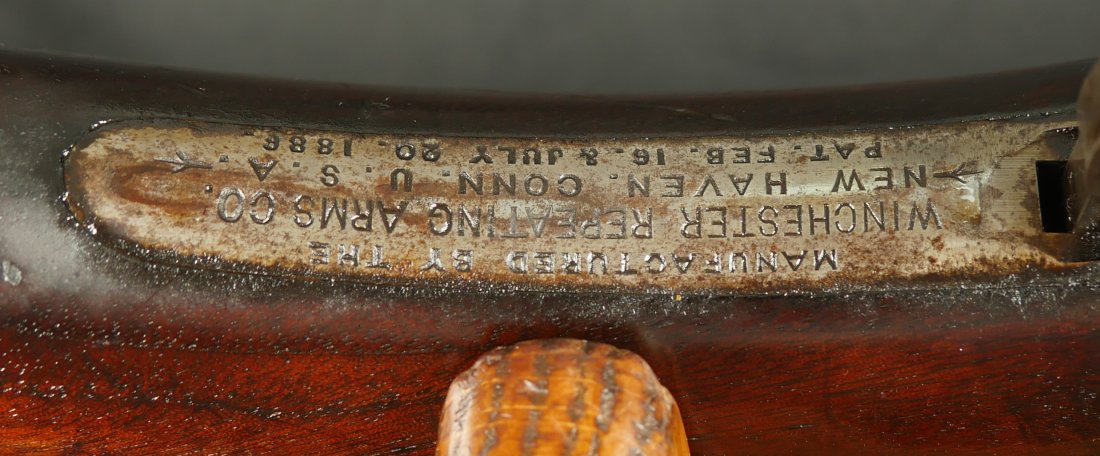 MANUFACTURED BY THE
WINCHESTER REPEATING ARMS CO.
NEW HAVEN. CONN. U. S. A.
PAT. FEB. 16. & JULY 20. 1886